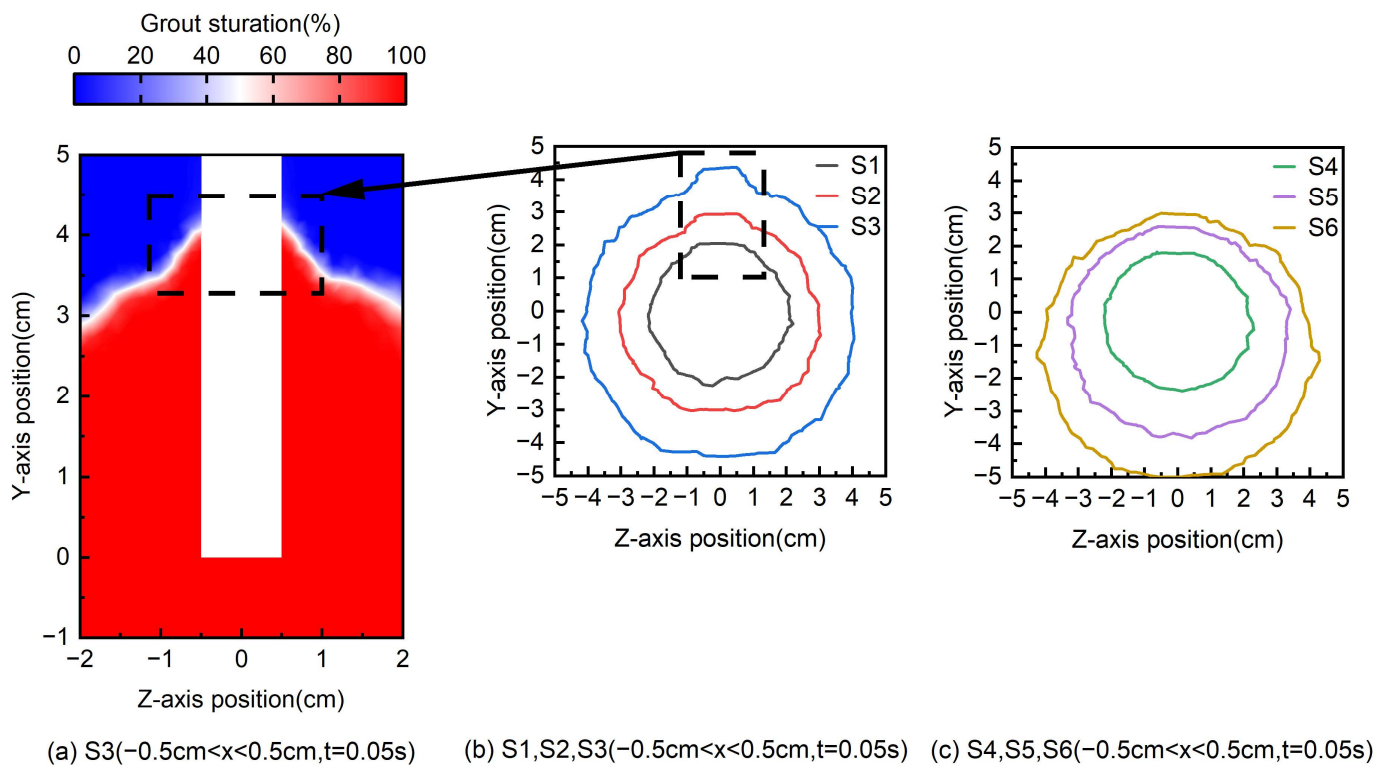 Grout sturation(%)
0 20 40 60 80 100
5
4
3
2
1
0
−1
Y-axis position(cm)
−2 −1 0 1 2
Z-axis position(cm)
(a) S3(−0.5cm<x<0.5cm,t=0.05s)
5
4
3
2
1
0
−1
−2
−3
−4
−5
Y-axis position(cm)
S1
S2
S3
−5 −4 −3 −2 −1 0 1 2 3 4 5
Z-axis position(cm)
(b) S1,S2,S3(−0.5cm<x<0.5cm,t=0.05s)
5
4
3
2
1
0
−1
−2
−3
−4
−5
Y-axis position(cm)
S4
S5
S6
−5 −4 −3 −2 −1 0 1 2 3 4 5
Z-axis position(cm)
(c) S4,S5,S6(−0.5cm<x<0.5cm,t=0.05s)